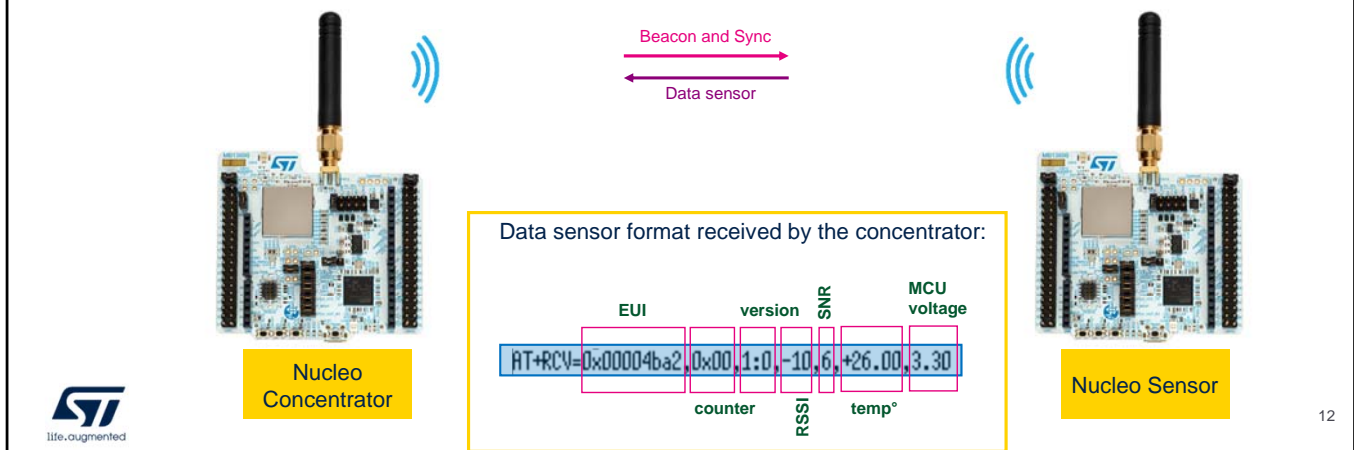 Beacon and Sync
Data sensor
Data sensor format received by the concentrator:
EUI
version
SNR
MCU
voltage
AT+RCV=0x00004ba2,0x00,1:0,-10,6,+26.00,3.30
counter
RSSI
temp°
Nucleo
Concentrator
Nucleo Sensor
ST
life.augmented
12